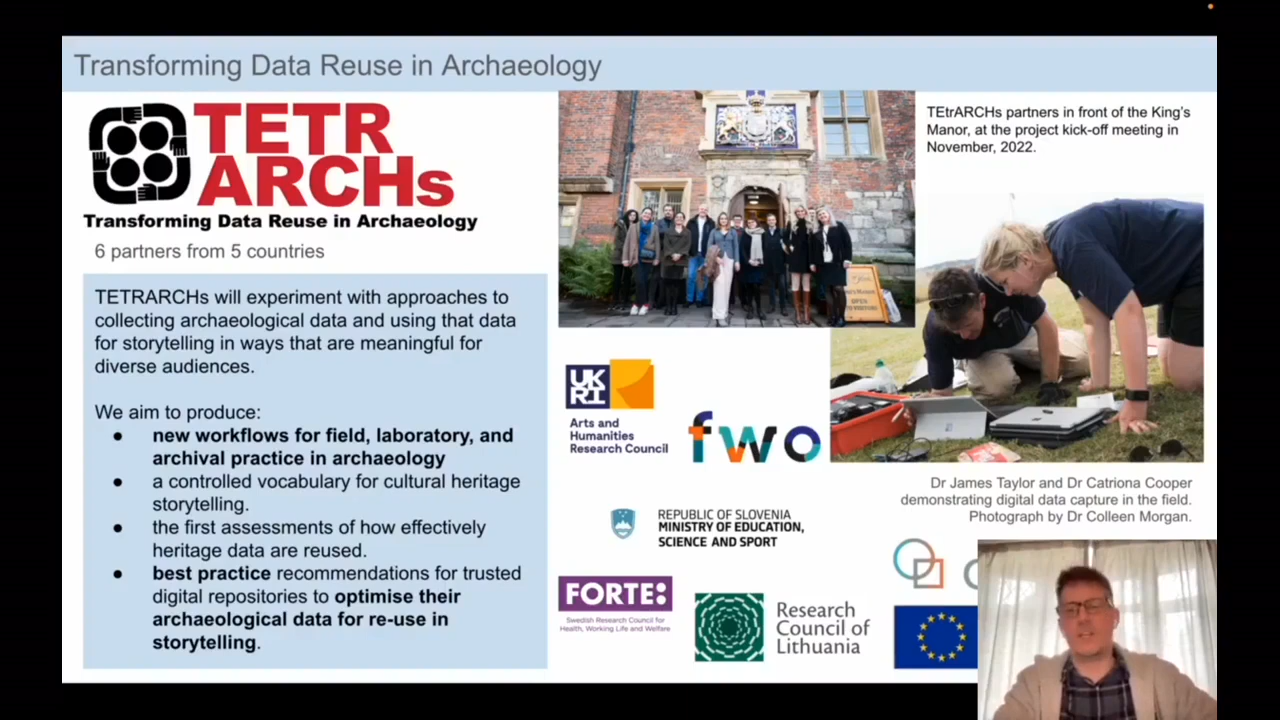 Transforming Data Reuse in Archaeology
TETR
ARCHs
Transforming Data Reuse in Archaeology
6 partners from 5 countries
TETRARCHs will experiment with approaches to
collecting archaeological data and using that data
for storytelling in ways that are meaningful for
diverse audiences.
We aim to produce:
● new workflows for field, laboratory, and
archival practice in archaeology
● a controlled vocabulary for cultural heritage
storytelling.
● the first assessments of how effectively
heritage data are reused.
● best practice recommendations for trusted
digital repositories to optimise their
archaeological data for re-use in
storytelling.
TEtrARCHs partners in front of the King's
Manor, at the project kick-off meeting in
November, 2022.
UK
RI
Arts and
Humanities
Research Council
fwo
REPUBLIC OF SLOVENIA
MINISTRY OF EDUCATION,
SCIENCE AND SPORT
FORTE:
Swedish Research Council for
Health, Working Life and Welfare
Research
Council of
Lithuania
Dr James Taylor and Dr Catriona Cooper
demonstrating digital data capture in the field.
Photograph by Dr Colleen Morgan.